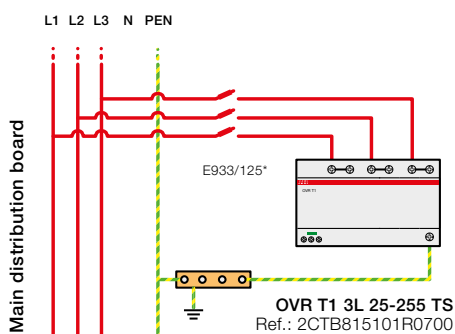 L1 L2 L3 N PEN
Main distribution board
E933/125*
ABB
OVR T1
OVR T1 3L 25-255 TS
Ref.: 2CTB815101R0700